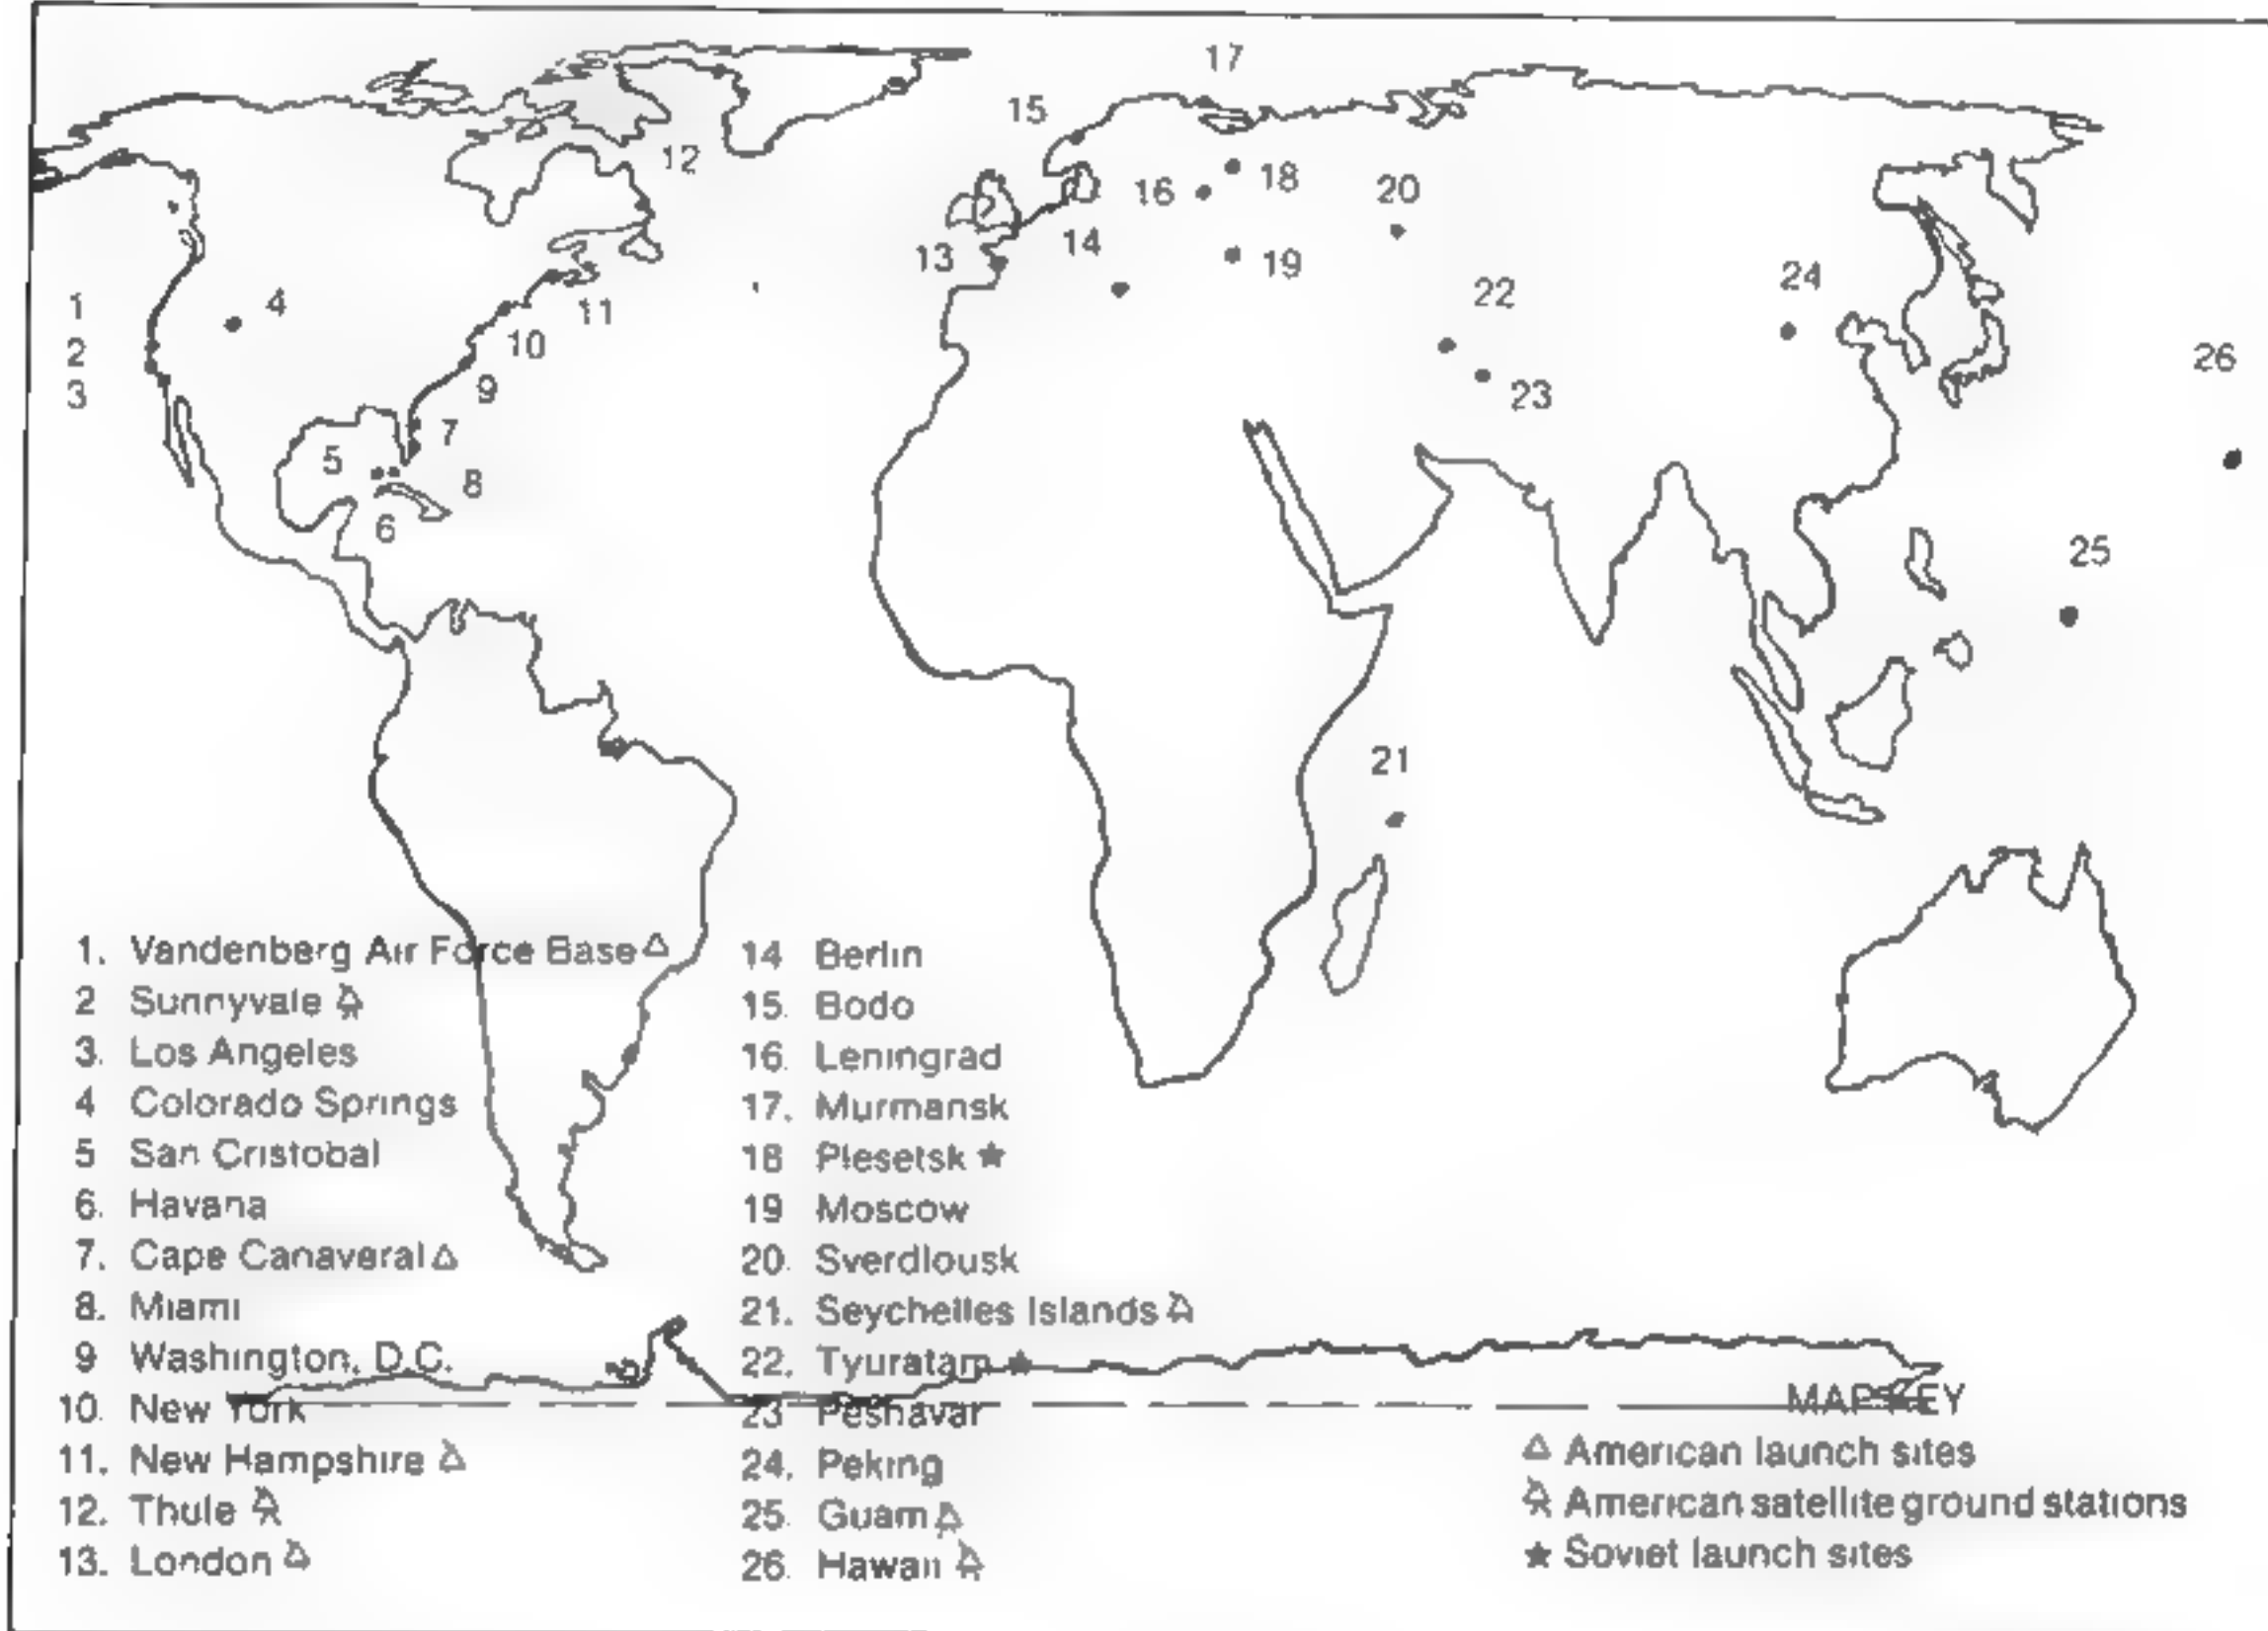 17
15
12
18
16
20
14
13
19
24
22
1
4
11
2
10
26
3
9
23
7
5
8
6
25
21
1. Vandenberg Air Force Base △
2 Sunnyvale
3. Los Angeles
4 Colorado Springs
5 San Cristobal
6. Havana
7. Cape Canaveral △
8. Miami
9 Washington, D.C.
10. New York
11. New Hampshire
12. Thule
13. London
14 Berlin
15. Bodo
16. Leningrad
17. Murmansk
18 Plesetsk ★
19 Moscow
20. Sverdlousk
21. Seychelles Islands
22. Tyuratam ★
23 Peshavar
24. Peking
25. Guam
26. Hawaii
MAP KEY
△ American launch sites
American satellite ground stations
★ Soviet launch sites